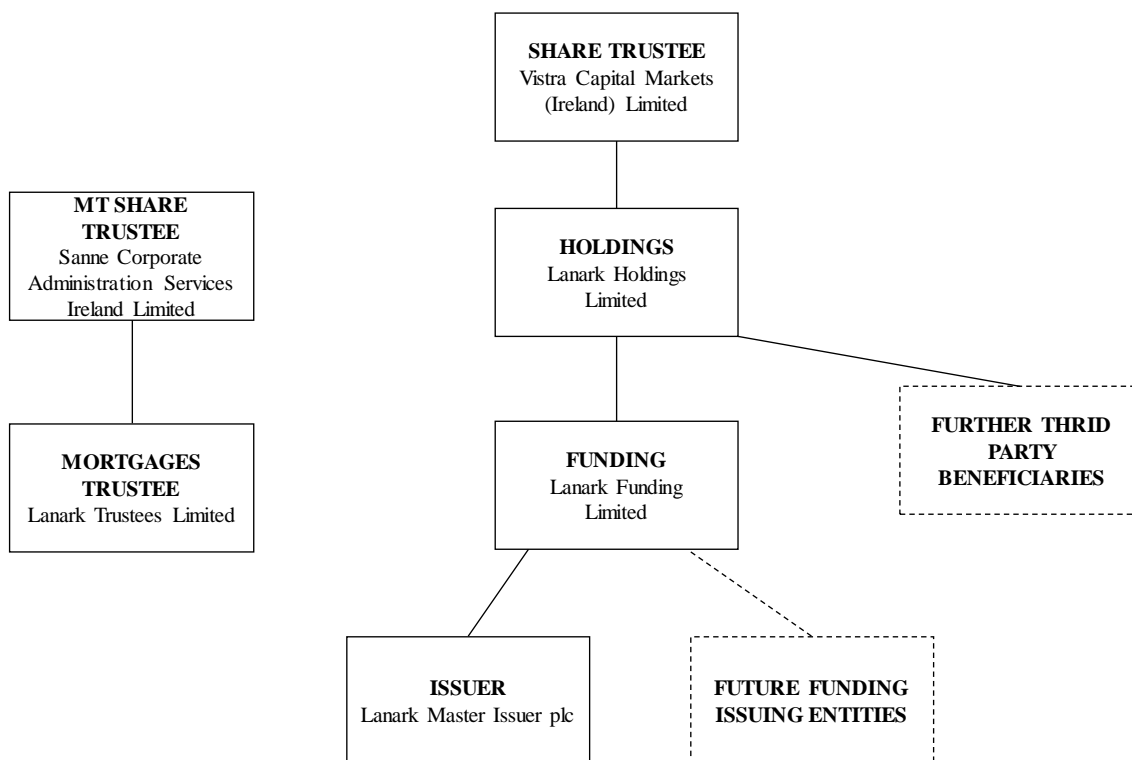 SHARE TRUSTEE
Vistra Capital Markets
(Ireland) Limited
MT SHARE
TRUSTEE
Sanne Corporate
Administration Services
Ireland Limited
HOLDINGS
Lanark Holdings
Limited
FURTHER THRID
PARTY
BENEFICIARIES
MORTGAGES
TRUSTEE
Lanark Trustees Limited
FUNDING
Lanark Funding
Limited
ISSUER
Lanark Master Issuer plc
FUTURE FUNDING
ISSUING ENTITIES